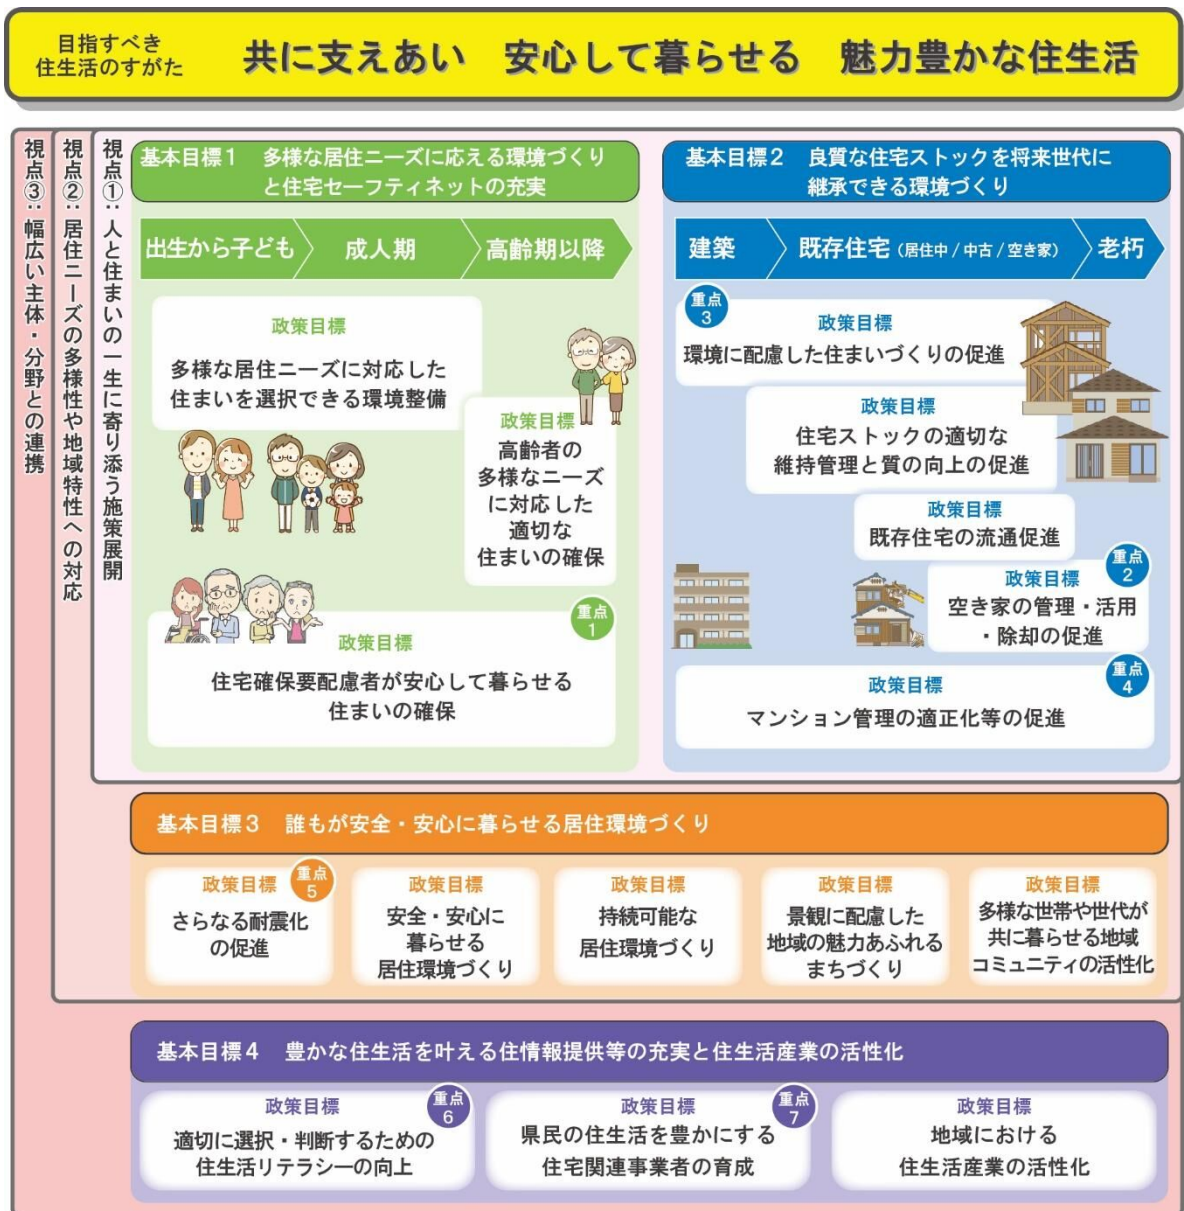 目指すべき
住生活のすがた
共に支えあい 安心して暮らせる 魅力豊かな住生活
視点③：幅広い主体・分野との連携
視点②：居住ニーズの多様性や地域特性への対応
視点①：人と住まいの一生に寄り添う施策展開
基本目標1 多様な居住ニーズに応える環境づくり
と住宅セーフティネットの充実
出生から子ども
成人期
高齢期以降
政策目標
多様な居住ニーズに対応した
住まいを選択できる環境整備
政策目標
高齢者の
多様なニーズ
に対応した
適切な
住まいの確保
重点
1
政策目標
住宅確保要配慮者が安心して暮らせる
住まいの確保
基本目標2 良質な住宅ストックを将来世代に
継承できる環境づくり
建築
既存住宅（居住中/中古/空き家）
老朽
重点
3
政策目標
環境に配慮した住まいづくりの促進
政策目標
住宅ストックの適切な
維持管理と質の向上の促進
政策目標
既存住宅の流通促進
重点
2
政策目標
空き家の管理・活用
・除却の促進
重点
4
政策目標
マンション管理の適正化等の促進
基本目標3 誰もが安全・安心に暮らせる居住環境づくり
政策目標
重点
5
さらなる耐震化
の促進
政策目標
安全・安心に
暮らせる
居住環境づくり
政策目標
持続可能な
居住環境づくり
政策目標
景観に配慮した
地域の魅力あふれる
まちづくり
政策目標
多様な世帯や世代が
共に暮らせる地域
コミュニティの活性化
基本目標4 豊かな住生活を叶える住情報提供等の充実と住生活産業の活性化
政策目標
重点
6
適切に選択・判断するための
住生活リテラシーの向上
政策目標
重点
7
県民の住生活を豊かにする
住宅関連事業者の育成
政策目標
地域における
住生活産業の活性化